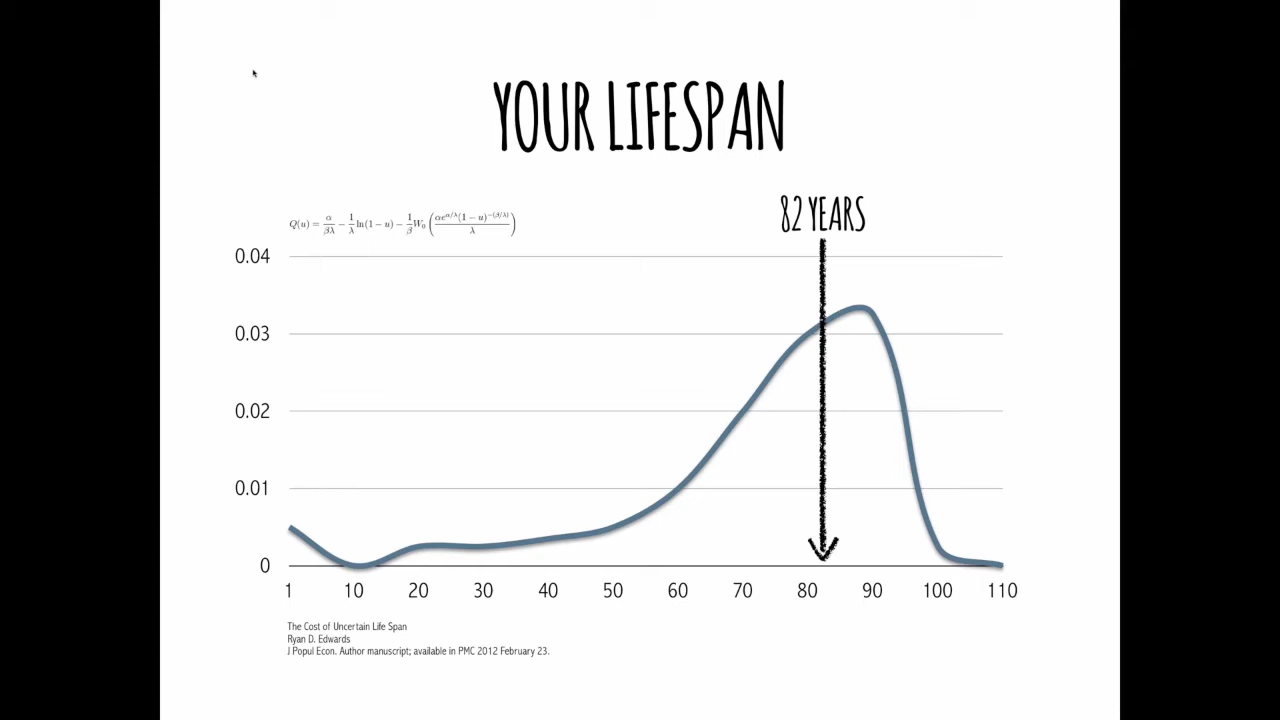 YOUR LIFESPAN
82 YEARS
Q(u) = α/βλ − 1/λ ln(1 − u) − 1/β W₀ (αe^{α/λ}(1 − u)^{−(β/λ)}/λ)
0.04
0.03
0.02
0.01
0
1 10 20 30 40 50 60 70 80 90 100 110
The Cost of Uncertain Life Span
Ryan D. Edwards
J Popul Econ. Author manuscript; available in PMC 2012 February 23.